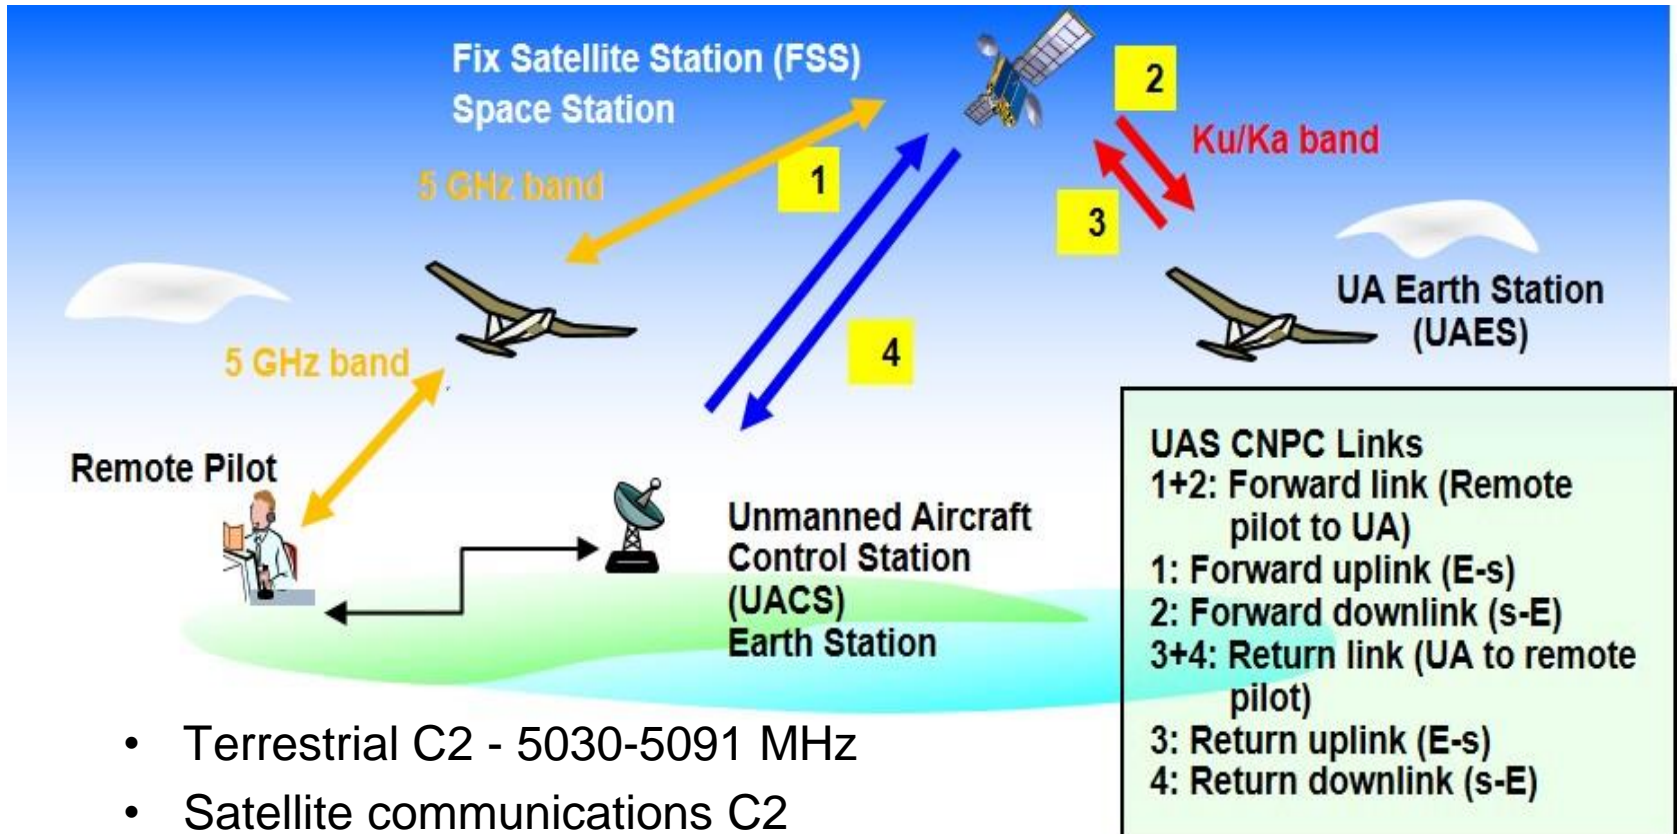 Fix Satellite Station (FSS)
Space Station
2
Ku/Ka band
5 GHz band
1
3
UA Earth Station
(UAES)
5 GHz band
4
Remote Pilot
Unmanned Aircraft
Control Station
(UACS)
Earth Station
UAS CNPC Links
1+2: Forward link (Remote
pilot to UA)
1: Forward uplink (E-s)
2: Forward downlink (s-E)
3+4: Return link (UA to remote
pilot)
3: Return uplink (E-s)
4: Return downlink (s-E)
• Terrestrial C2 - 5030-5091 MHz
• Satellite communications C2